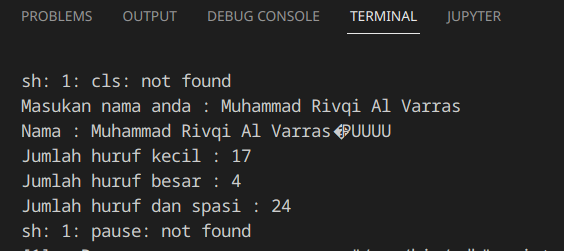 PROBLEMS OUTPUT DEBUG CONSOLE TERMINAL JUPYTER
sh: 1: cls: not found
Masukan nama anda : Muhammad Rivqi Al Varras
Nama : Muhammad Rivqi Al Varras�PUUUU
Jumlah huruf kecil : 17
Jumlah huruf besar : 4
Jumlah huruf dan spasi : 24
sh: 1: pause: not found